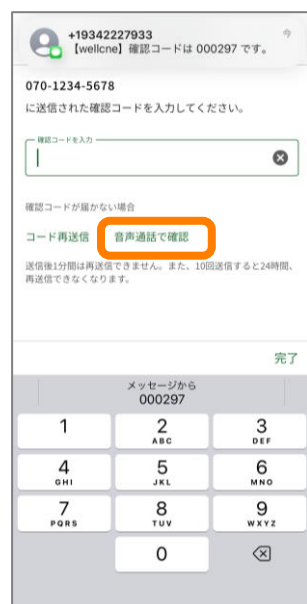 +19342227933
今
【wellcne】確認コードは 000297 です。
070-1234-5678
に送信された確認コードを入力してください。
確認コードを入力
確認コードが届かない場合
コード再送信 音声通話で確認
送信後1分間は再送信できません。また、10回送信すると24時間、
再送信できなくなります。
完了
メッセージから
000297
1 2 3
ABC DEF
4 5 6
GHI JKL MNO
7 8 9
PQRS TUV WXYZ
0